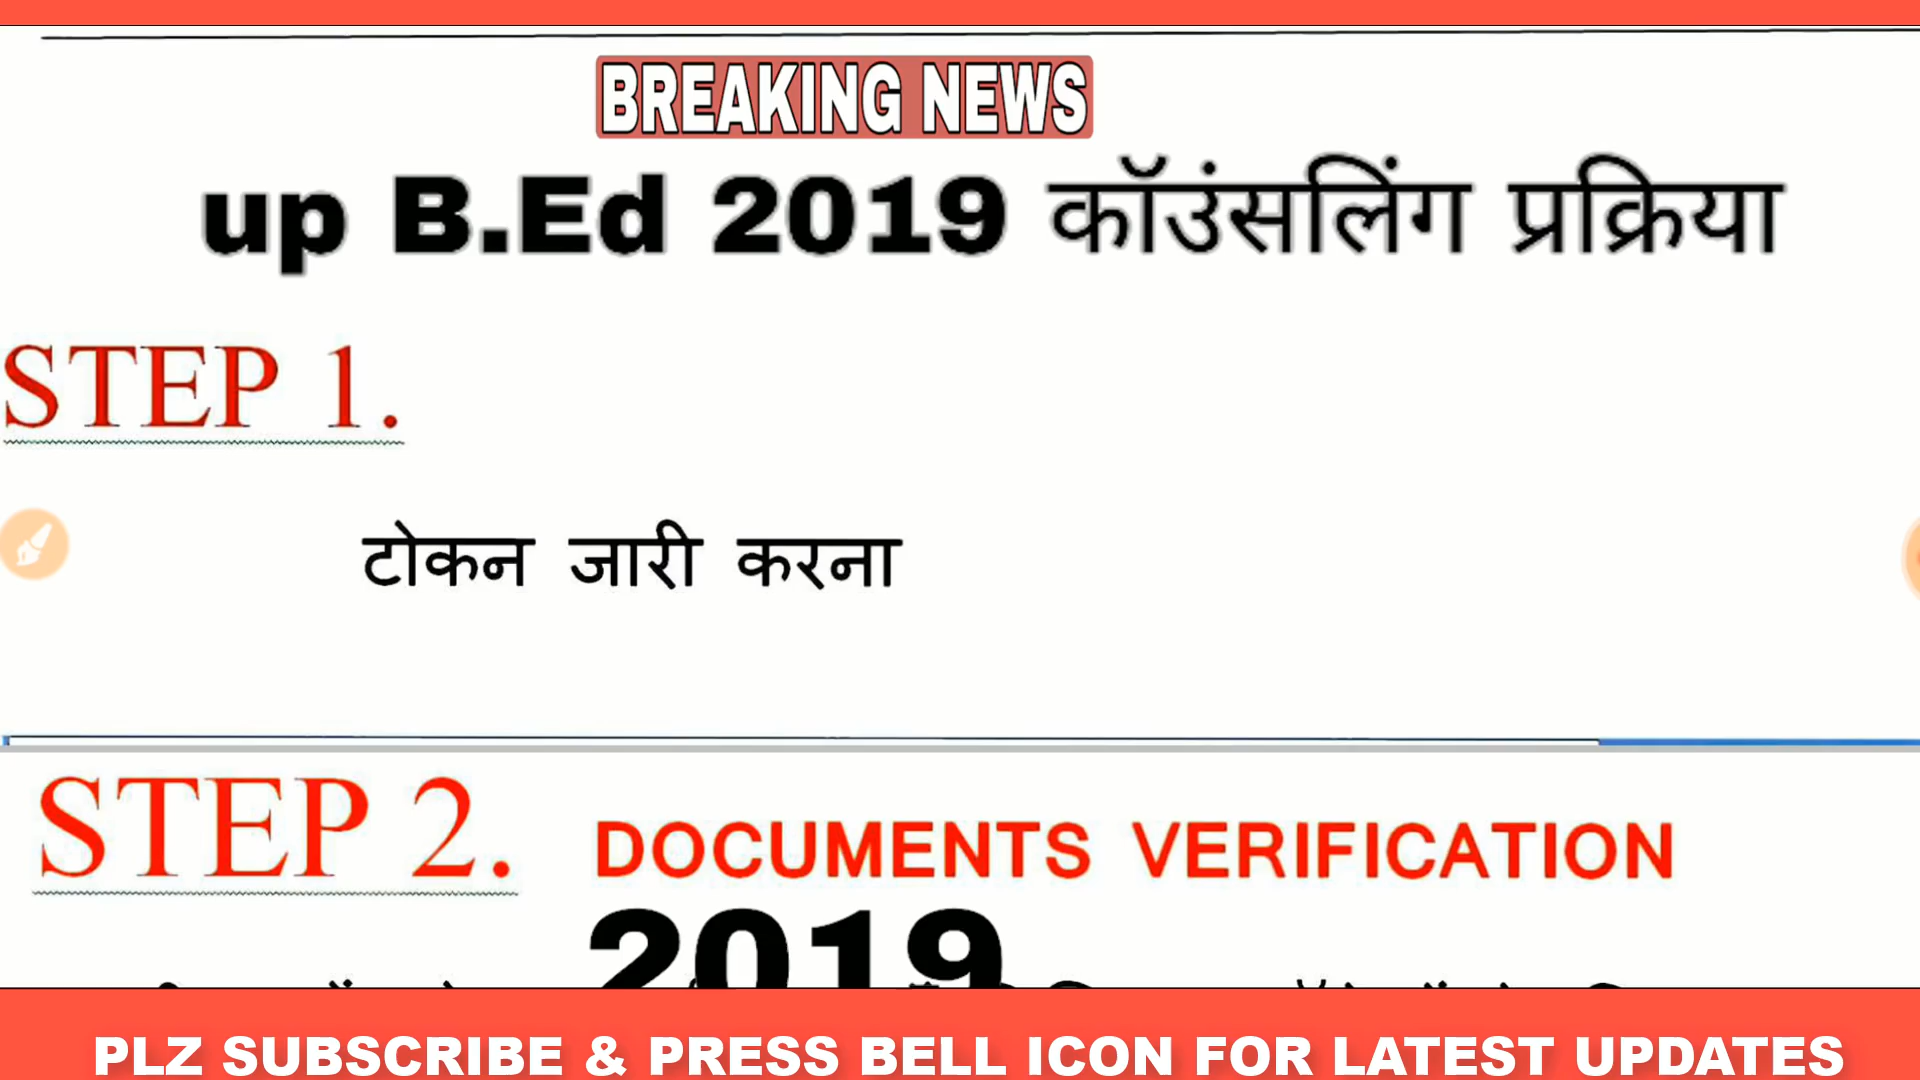 BREAKING NEWS
up B.Ed 2019 कॉउंसलिंग प्रक्रिया
STEP 1.
टोकन जारी करना
STEP 2. DOCUMENTS VERIFICATION
2019
PLZ SUBSCRIBE & PRESS BELL ICON FOR LATEST UPDATES